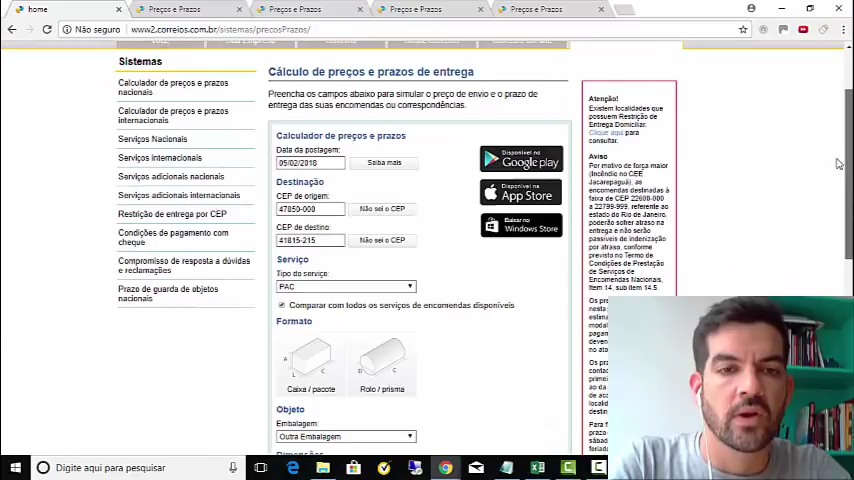 home
Preços e Prazos
Preços e Prazos
Preços e Prazos
Preços e Prazos
Não seguro
www2.correios.com.br/sistemas/precosPrazos/
Sistemas
Calculador de preços e prazos
nacionais
Calculador de preços e prazos
internacionais
Serviços Nacionais
Serviços internacionais
Serviços adicionais nacionais
Serviços adicionais internacionais
Restrição de entrega por CEP
Condições de pagamento com
cheque
Compromisso de resposta a dúvidas
e reclamações
Prazo de guarda de objetos
nacionais
Cálculo de preços e prazos de entrega
Preencha os campos abaixo para simular o preço de envio e o prazo de
entrega das suas encomendas ou correspondências.
Calculador de preços e prazos
Data da postagem:
05/02/2018
Saiba mais
Destinação
CEP de origem:
47850-000
Não sei o CEP
CEP de destino:
41815-215
Não sei o CEP
Serviço
Tipo do serviço:
PAC
Comparar com todos os serviços de encomendas disponíveis
Formato
A
L
C
D
C
Caixa / pacote
Rolo / prisma
Objeto
Embalagem:
Outra Embalagem
DISPONÍVEL NO
Google play
Disponível na
App Store
Baixar no
Windows Store
Atenção!
Existem localidades que
possuem Restrição de
Entrega Domiciliar.
Clique aqui para
consultar.
Aviso
Por motivo de força maior
(Incêndio no CEE
Jacarepaguá), as
encomendas destinadas à
faixa de CEP 22600-000
a 22799-999, referente ao
estado do Rio de Janeiro,
poderão sofrer atraso na
entrega e não serão
passíveis de indenização
por atraso, conforme
previsto no Termo de
Condições de Prestação
de Serviços de
Encomendas Nacionais,
Item 14, sub item 14.5.
Digite aqui para pesquisar